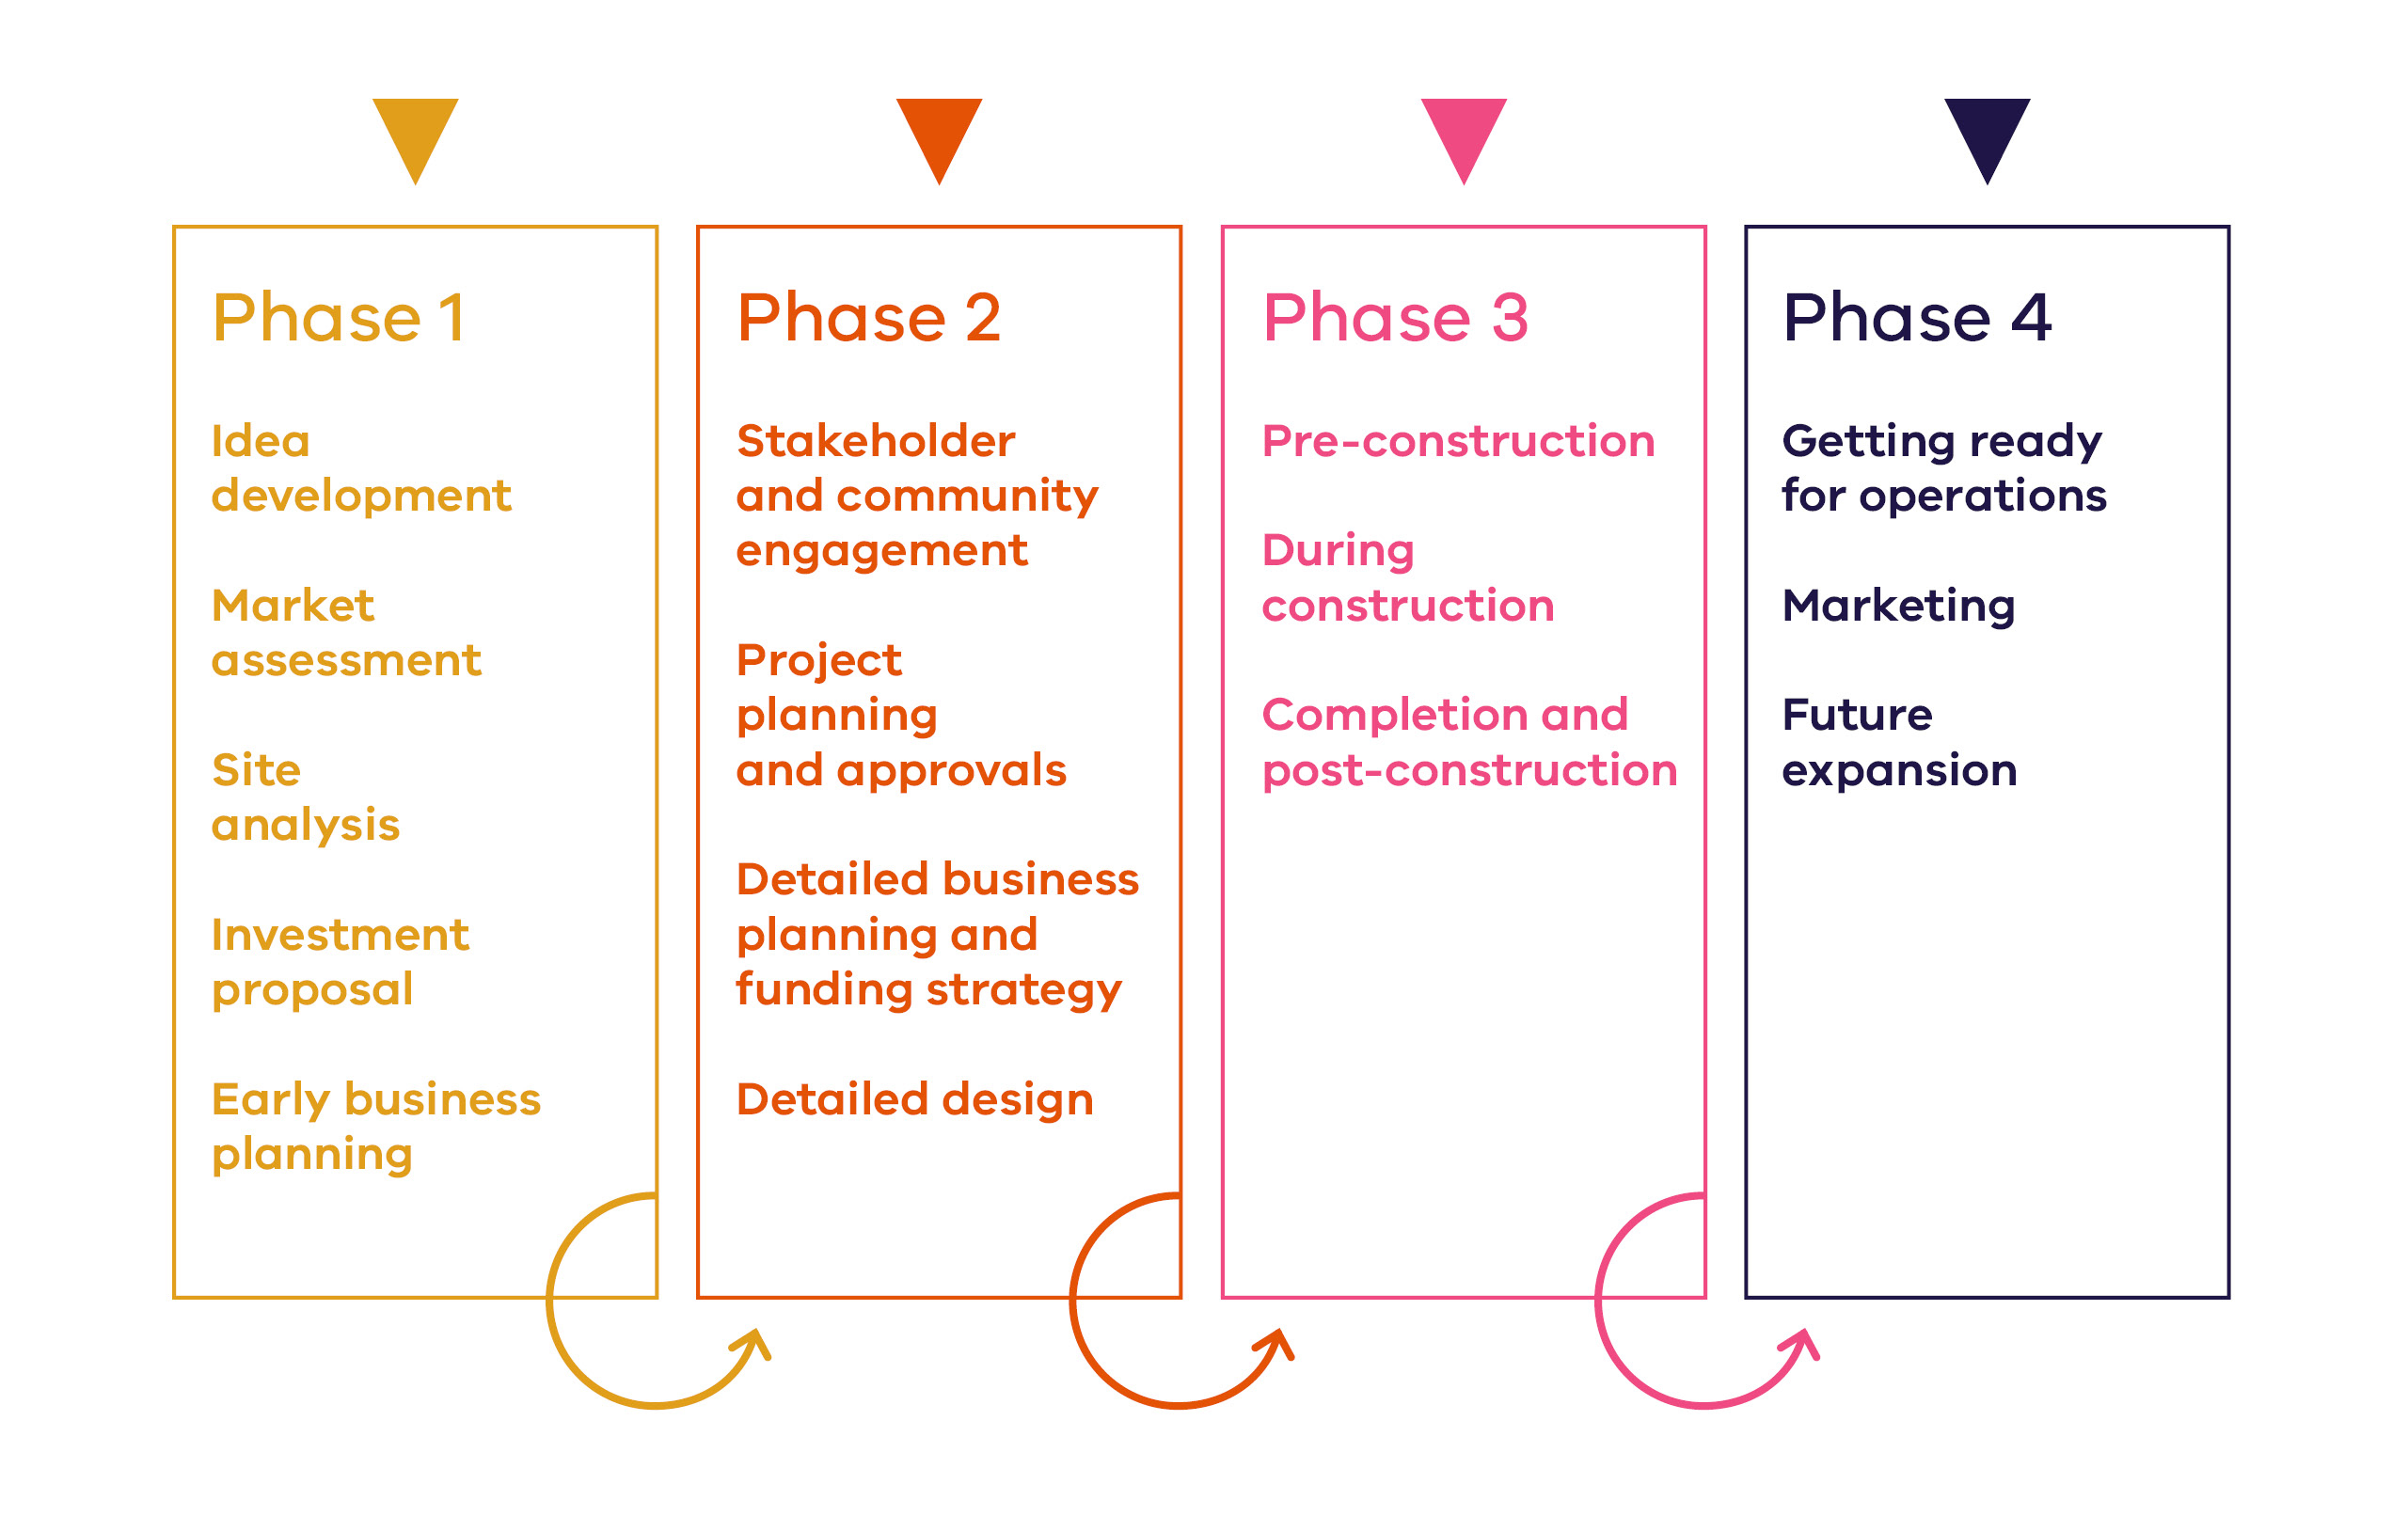 Phase 1
Idea
development
Market
assessment
Site
analysis
Investment
proposal
Early business
planning
Phase 2
Stakeholder
and community
engagement
Project
planning
and approvals
Detailed business
planning and
funding strategy
Detailed design
Phase 3
Pre-construction
During
construction
Completion and
post-construction
Phase 4
Getting ready
for operations
Marketing
Future
expansion